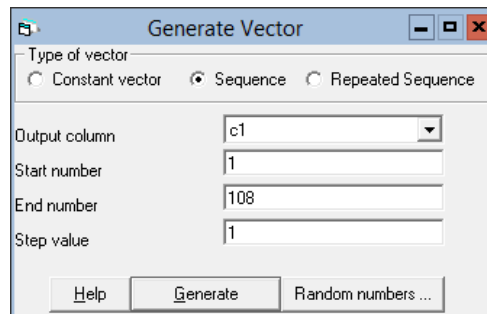 Generate Vector
Type of vector
Constant vector Sequence Repeated Sequence
Output column c1
Start number 1
End number 108
Step value 1
Help Generate Random numbers ...